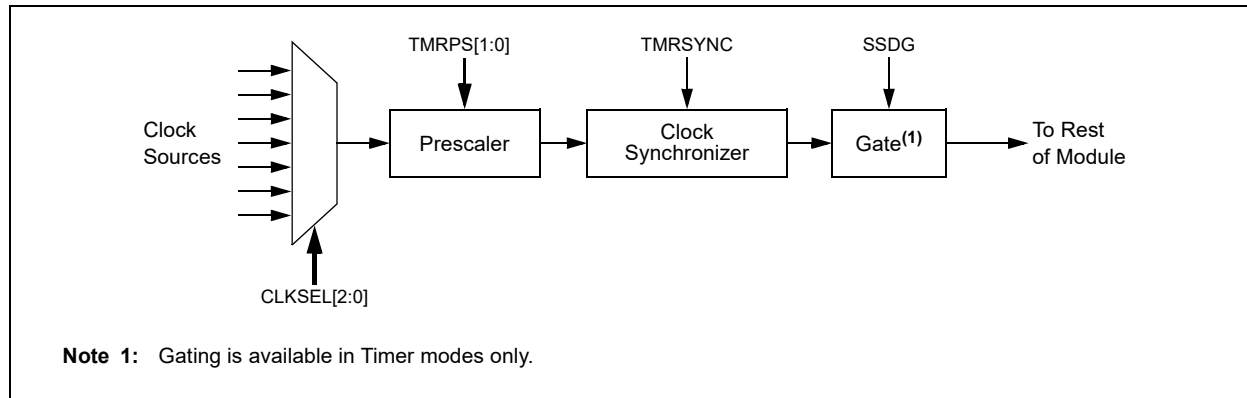 TMRPS[1:0]
TMRSYNC
SSDG
Clock
Sources
Prescaler
Clock
Synchronizer
Gate(1)
To Rest
of Module
CLKSEL[2:0]
Note 1: Gating is available in Timer modes only.